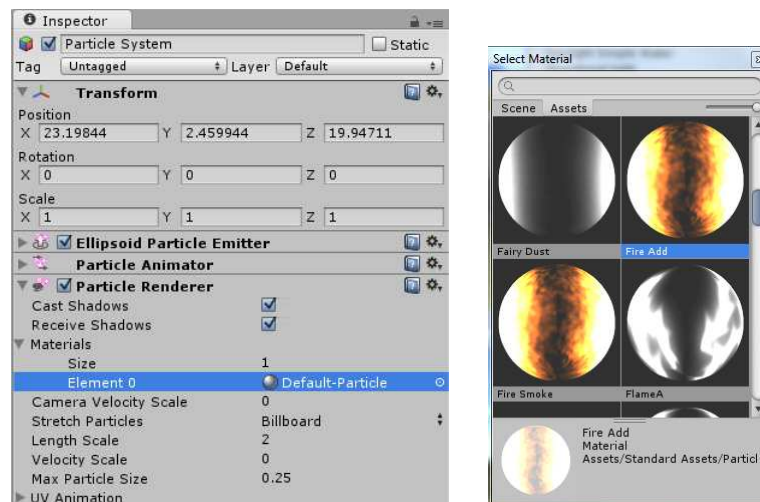 Inspector
Particle System Static
Tag Untagged Layer Default
Transform
Position
X 23.19844 Y 2.459944 Z 19.94711
Rotation
X 0 Y 0 Z 0
Scale
X 1 Y 1 Z 1
Ellipsoid Particle Emitter
Particle Animator
Particle Renderer
Cast Shadows
Receive Shadows
Materials
Size 1
Element 0 Default-Particle
Camera Velocity Scale 0
Stretch Particles Billboard
Length Scale 2
Velocity Scale 0
Max Particle Size 0.25
UV Animation
Select Material
Scene Assets
Fairy Dust Fire Add
Fire Smoke FlameA
Fire Add
Material
Assets/Standard Assets/Particl